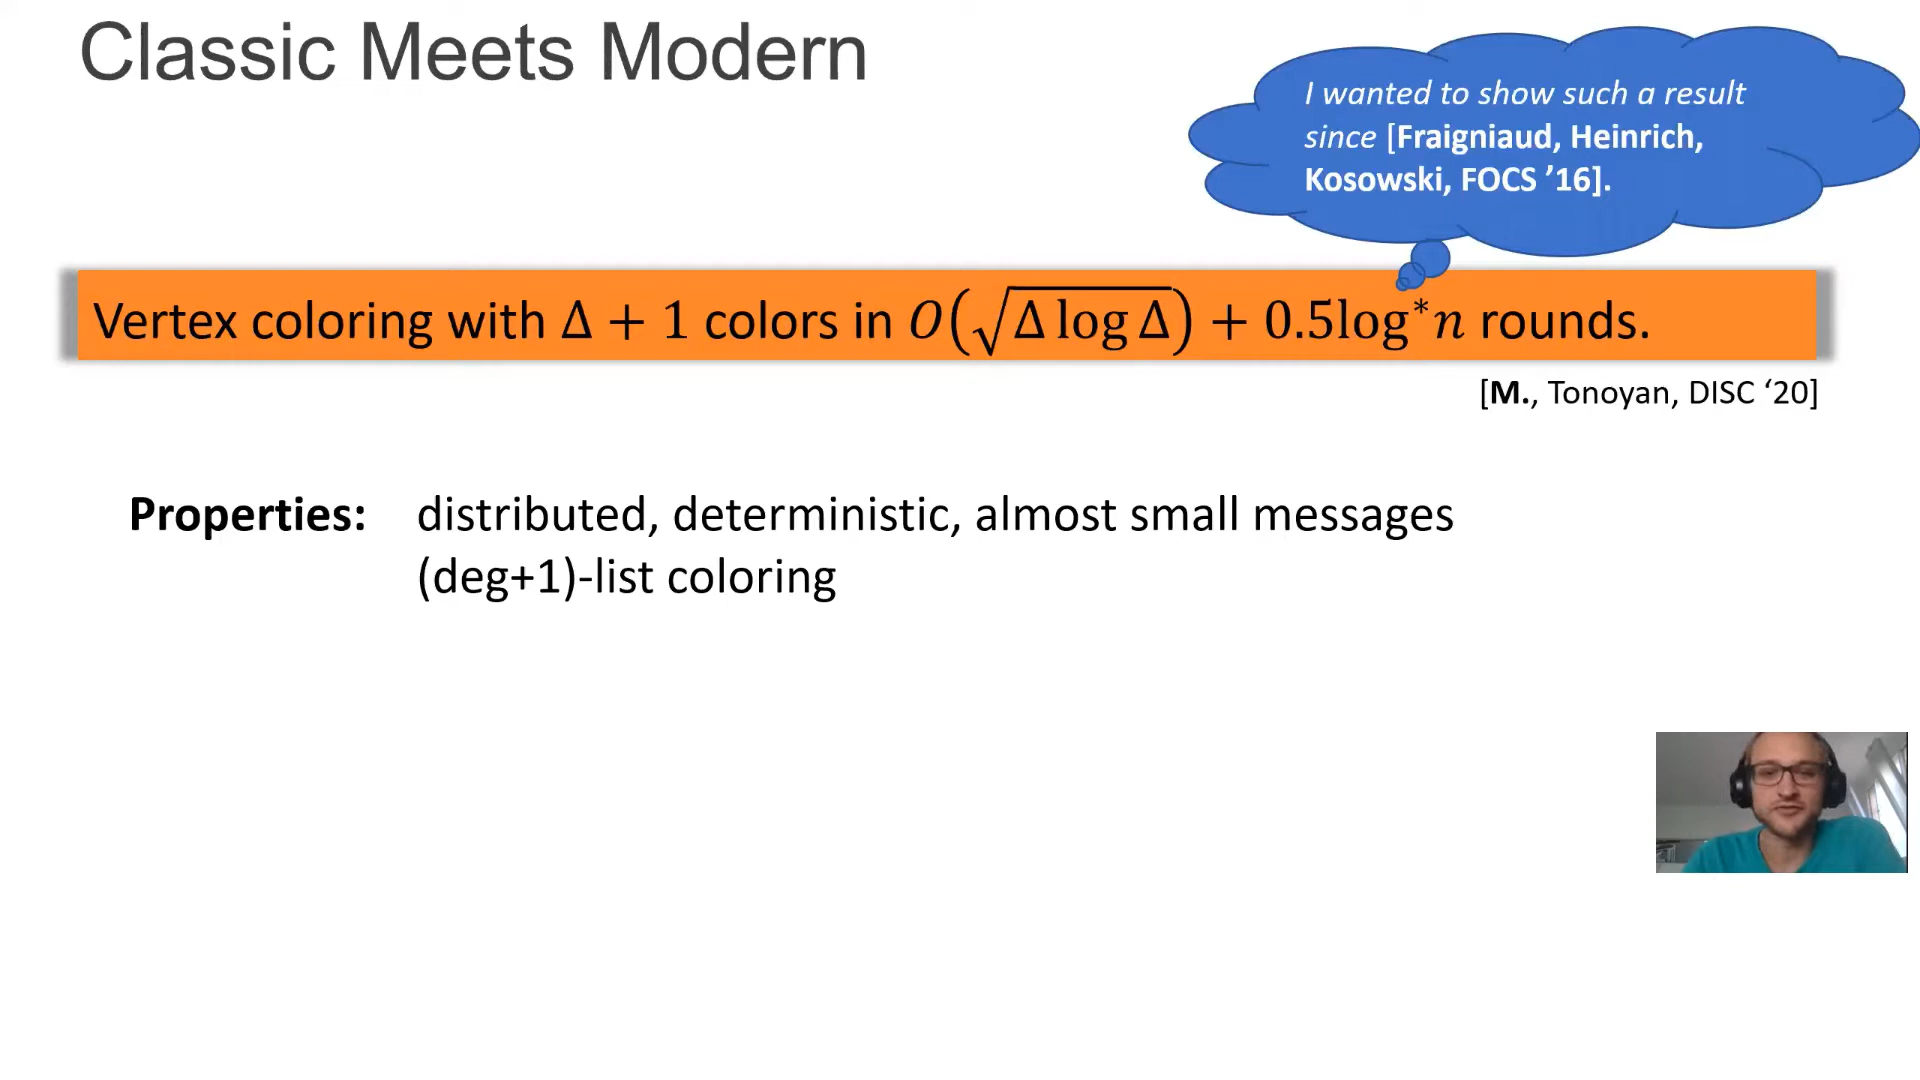 Classic Meets Modern
I wanted to show such a result
since [Fraigniaud, Heinrich,
Kosowski, FOCS ’16].
Vertex coloring with Δ + 1 colors in O(√(Δ log Δ)) + 0.5log*n rounds.
[M., Tonoyan, DISC ‘20]
Properties: distributed, deterministic, almost small messages
(deg+1)-list coloring